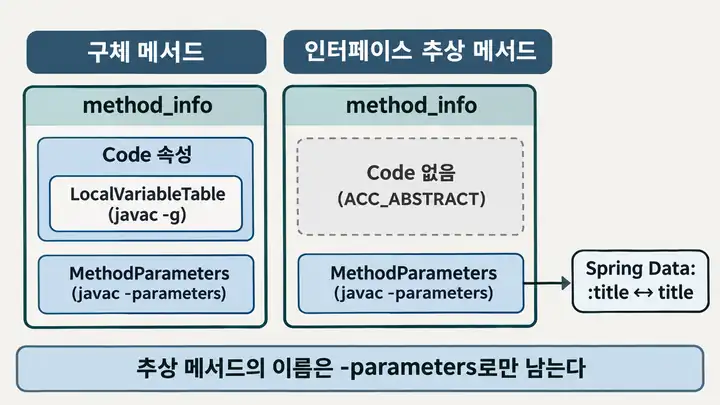 구체 메서드
인터페이스 추상 메서드
method_info
Code 속성
LocalVariableTable
(javac -g)
MethodParameters
(javac -parameters)
method_info
Code 없음
(ACC_ABSTRACT)
MethodParameters
(javac -parameters)
Spring Data:
:title ↔ title
추상 메서드의 이름은 -parameters로만 남는다